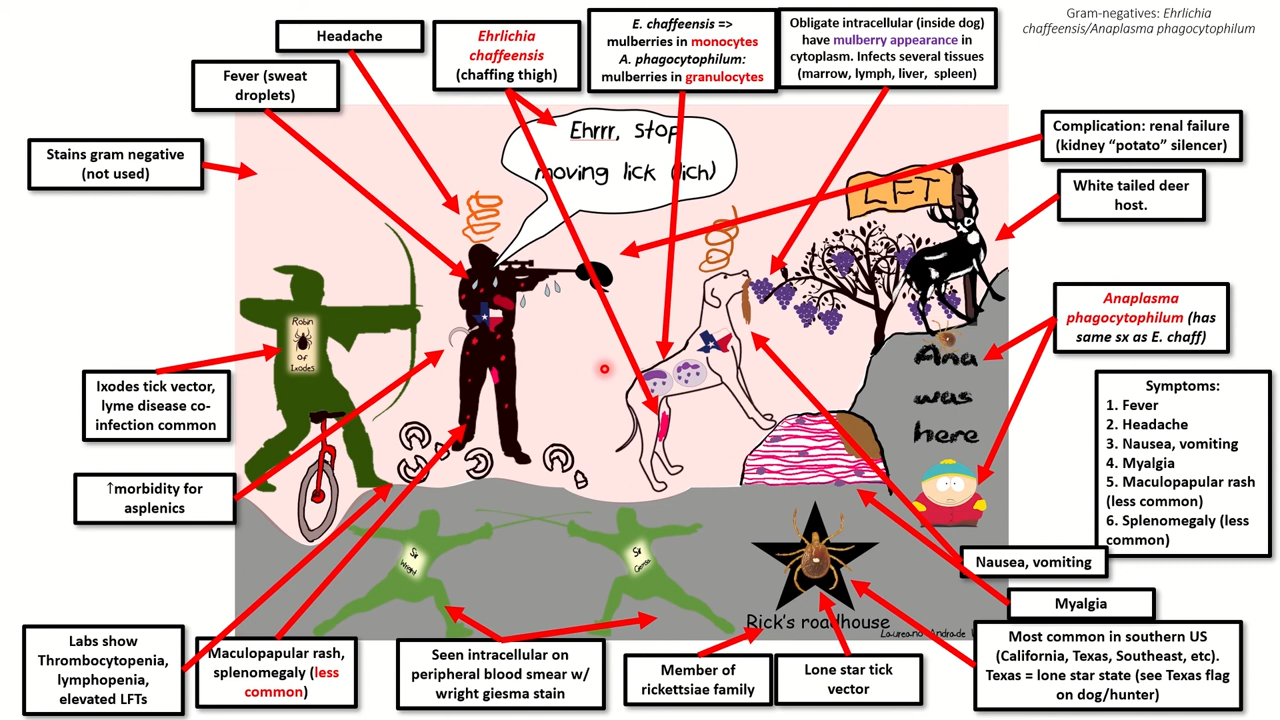 Gram-negatives: Ehrlichia
chaffeensis/Anaplasma phagocytophilum
Headache
Ehrlichia
chaffeensis
(chaffing thigh)
E. chaffeensis =>
mulberries in monocytes
A. phagocytophilum:
mulberries in granulocytes
Obligate intracellular (inside dog)
have mulberry appearance in
cytoplasm. Infects several tissues
(marrow, lymph, liver, spleen)
Fever (sweat
droplets)
Stains gram negative
(not used)
Complication: renal failure
(kidney “potato” silencer)
White tailed deer
host.
Ehrrr, stop
moving lick (lich)
LFT
Robin
of
Ixodes
Anaplasma
phagocytophilum (has
same sx as E. chaff)
Ana
was
here
Ixodes tick vector,
lyme disease co-
infection common
↑morbidity for
asplenics
Symptoms:
1. Fever
2. Headache
3. Nausea, vomiting
4. Myalgia
5. Maculopapular rash
(less common)
6. Splenomegaly (less
common)
Sir
Wright
Sir
Giemsa
Nausea, vomiting
Myalgia
Rick's roadhouse
Laureano Andrade
Labs show
Thrombocytopenia,
lymphopenia,
elevated LFTs
Maculopapular rash,
splenomegaly (less
common)
Seen intracellular on
peripheral blood smear w/
wright giesma stain
Member of
rickettsiae family
Lone star tick
vector
Most common in southern US
(California, Texas, Southeast, etc).
Texas = lone star state (see Texas flag
on dog/hunter)